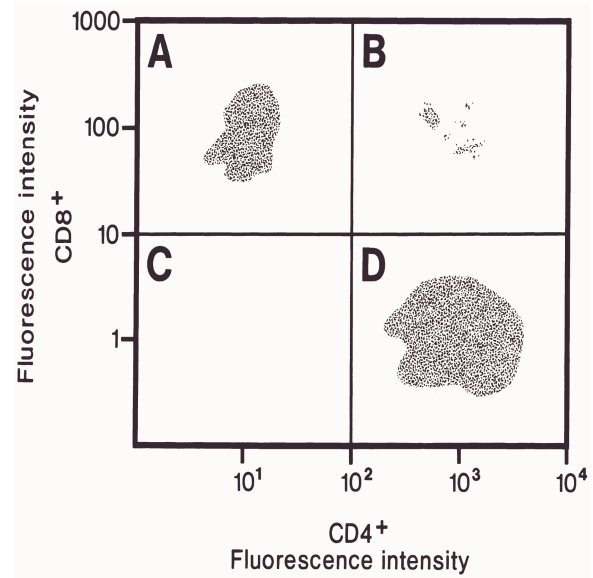 1000
A
B
100
10
C
D
1
Fluorescence intensity
CD8+
10¹
10²
10³
10⁴
CD4+
Fluorescence intensity